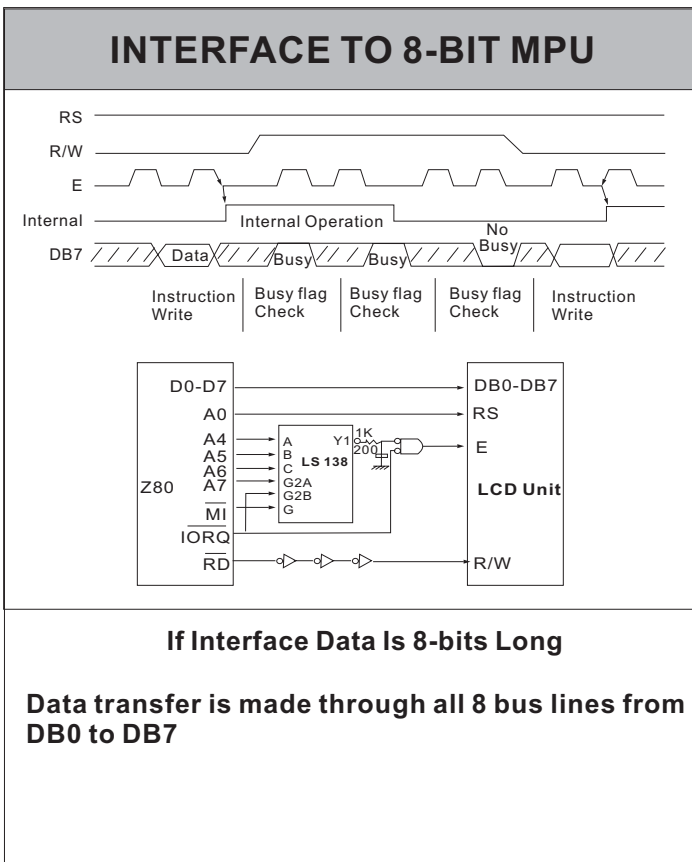 INTERFACE TO 8-BIT MPU
RS
R/W
E
Internal
Internal Operation
No
Busy
DB7
Data
Busy
Busy
Instruction
Write
Busy flag
Check
Busy flag
Check
Busy flag
Check
Instruction
Write
Z80
D0-D7
A0
A4
A5
A6
A7
MI
IORQ
RD
A
B
C
G2A
G2B
G
LS 138
Y1
1K
200
DB0-DB7
RS
E
LCD Unit
R/W
If Interface Data Is 8-bits Long
Data transfer is made through all 8 bus lines from
DB0 to DB7